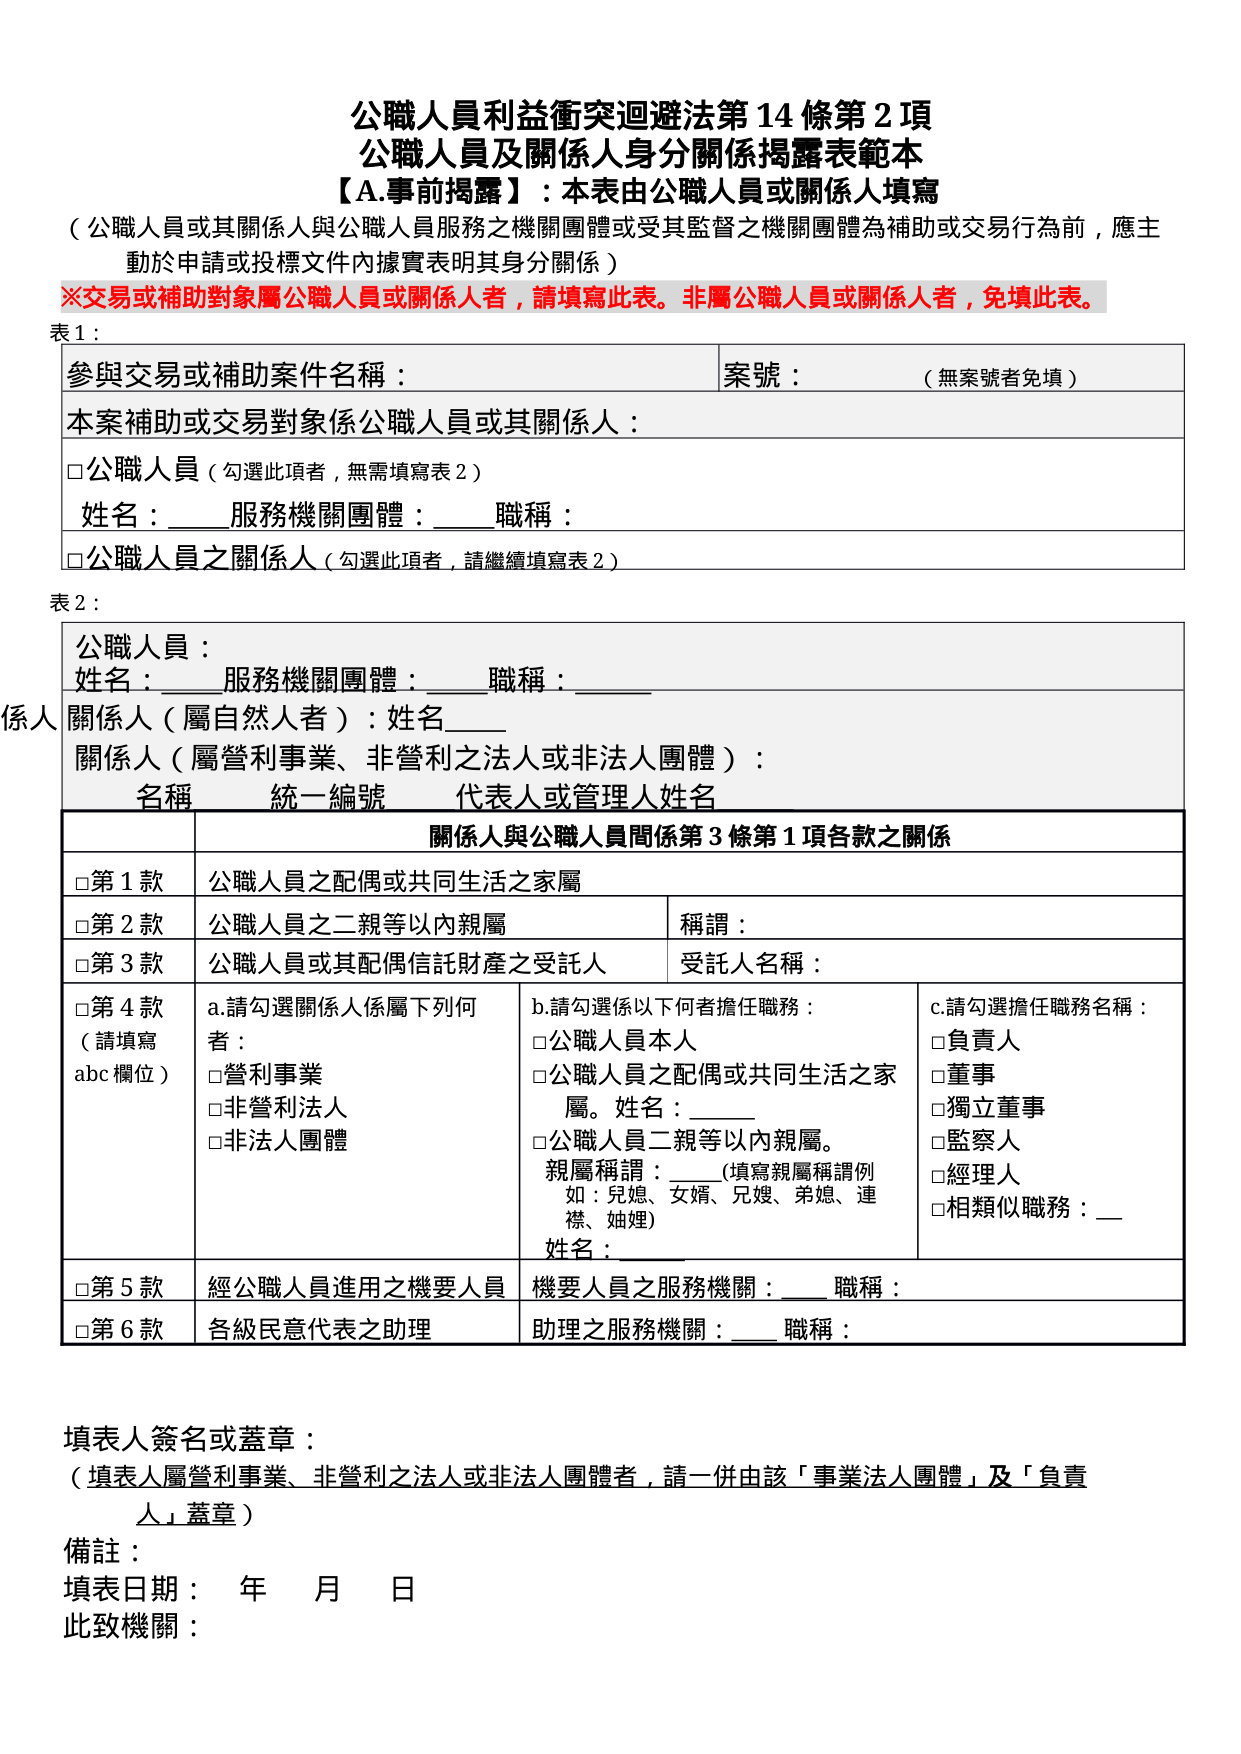 公職人員利益衝突迴避法第 14 條第 2 項
公職人員及關係人身分關係揭露表範本
【A.事前揭露】：本表由公職人員或關係人填寫
（公職人員或其關係人與公職人員服務之機關團體或受其監督之機關團體為補助或交易行為前，應主
動於申請或投標文件內據實表明其身分關係）
※交易或補助對象屬公職人員或關係人者，請填寫此表。非屬公職人員或關係人者，免填此表。
表 1：
參與交易或補助案件名稱： 案號： （無案號者免填）
本案補助或交易對象係公職人員或其關係人：
□公職人員（勾選此項者，無需填寫表 2）
姓名：____服務機關團體：____職稱：
□公職人員之關係人（勾選此項者，請繼續填寫表 2）
表 2：
公職人員：
姓名：____服務機關團體：____職稱：_____
係人 關係人（屬自然人者）：姓名____
關係人（屬營利事業、非營利之法人或非法人團體）：
名稱_____統一編號_____代表人或管理人姓名_____
關係人與公職人員間係第 3 條第 1 項各款之關係
□第 1 款 公職人員之配偶或共同生活之家屬
□第 2 款 公職人員之二親等以內親屬 稱謂：
□第 3 款 公職人員或其配偶信託財產之受託人 受託人名稱：
□第 4 款
（請填寫
abc 欄位）
a.請勾選關係人係屬下列何
者：
□營利事業
□非營利法人
□非法人團體
b.請勾選係以下何者擔任職務：
□公職人員本人
□公職人員之配偶或共同生活之家
屬。姓名：_____
□公職人員二親等以內親屬。
親屬稱謂：____(填寫親屬稱謂例
如：兒媳、女婿、兄嫂、弟媳、連
襟、妯娌)
姓名：_____
c.請勾選擔任職務名稱：
□負責人
□董事
□獨立董事
□監察人
□經理人
□相類似職務：__
□第 5 款 經公職人員進用之機要人員 機要人員之服務機關：____ 職稱：
□第 6 款 各級民意代表之助理 助理之服務機關：____ 職稱：
填表人簽名或蓋章：
（填表人屬營利事業、非營利之法人或非法人團體者，請一併由該「事業法人團體」及「負責
人」蓋章）
備註：
填表日期： 年 月 日
此致機關：